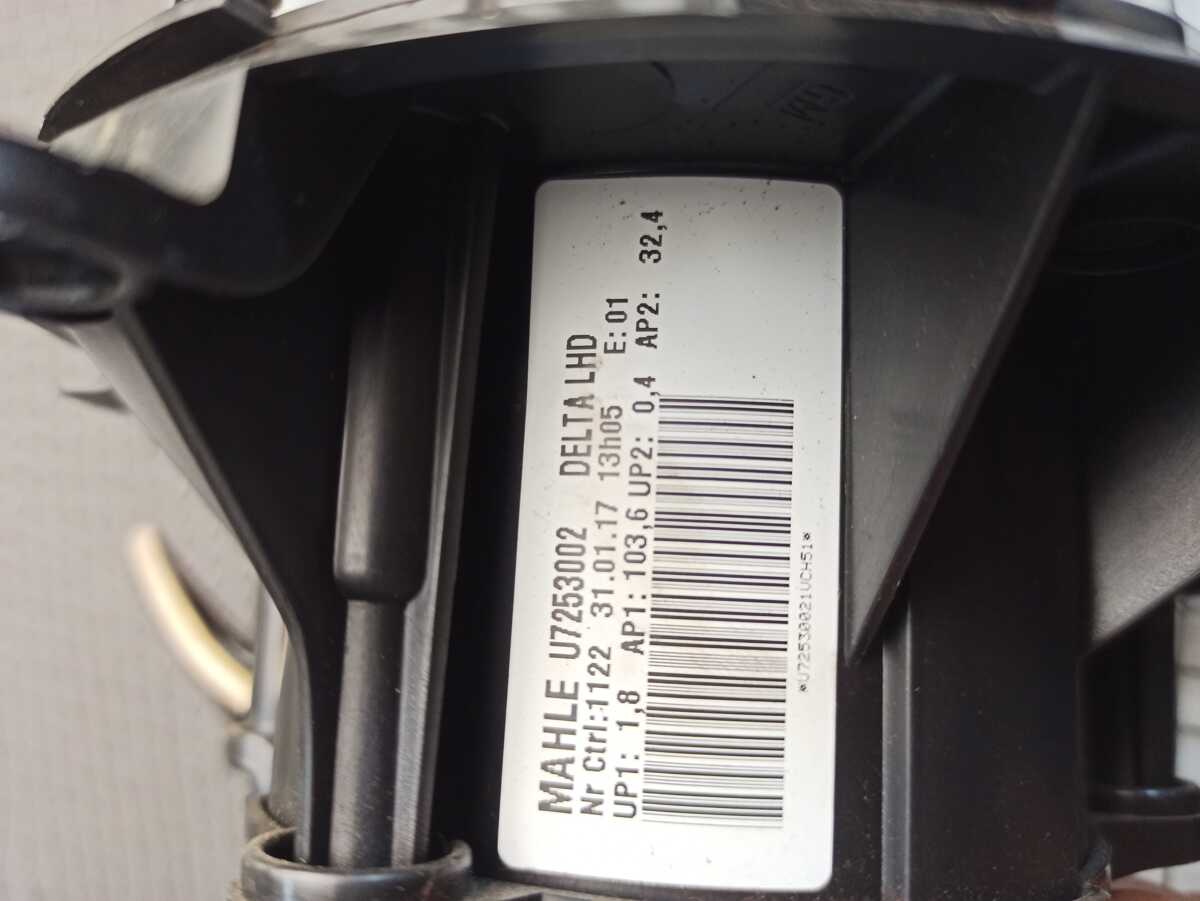 MAHLE U7253002 DELTA LHD
Nr Ctrl:1122 31.01.17 13h05 E:01
UP1: 1,8 AP1: 103,6 UP2: 0,4 AP2: 32,4
*U72530021VCH51*